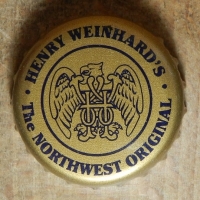 · HENRY WEINHARD'S ·
The NORTHWEST ORIGINAL